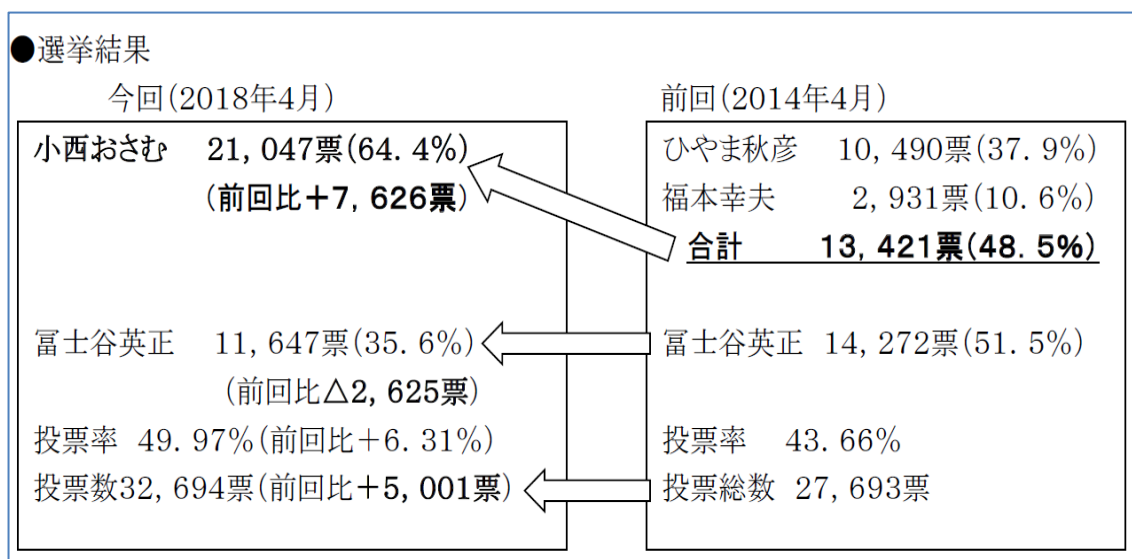 ●選挙結果
今回(2018年4月)
小西おさむ 21,047票(64.4%)
(前回比+7,626票)
冨士谷英正 11,647票(35.6%)
(前回比△2,625票)
投票率 49.97%(前回比+6.31%)
投票数32,694票(前回比+5,001票)
前回(2014年4月)
ひやま秋彦 10,490票(37.9%)
福本幸夫 2,931票(10.6%)
合計 13,421票(48.5%)
冨士谷英正 14,272票(51.5%)
投票率 43.66%
投票総数 27,693票